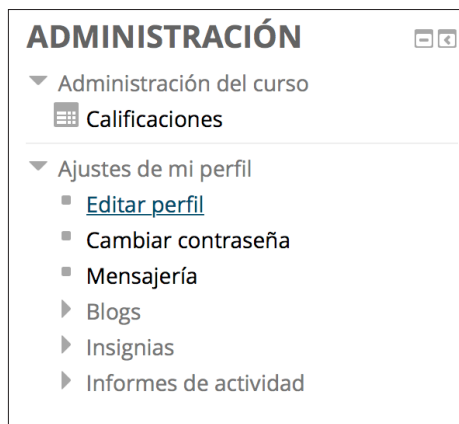 ADMINISTRACIÓN
Administración del curso
Calificaciones
Ajustes de mi perfil
Editar perfil
Cambiar contraseña
Mensajería
Blogs
Insignias
Informes de actividad